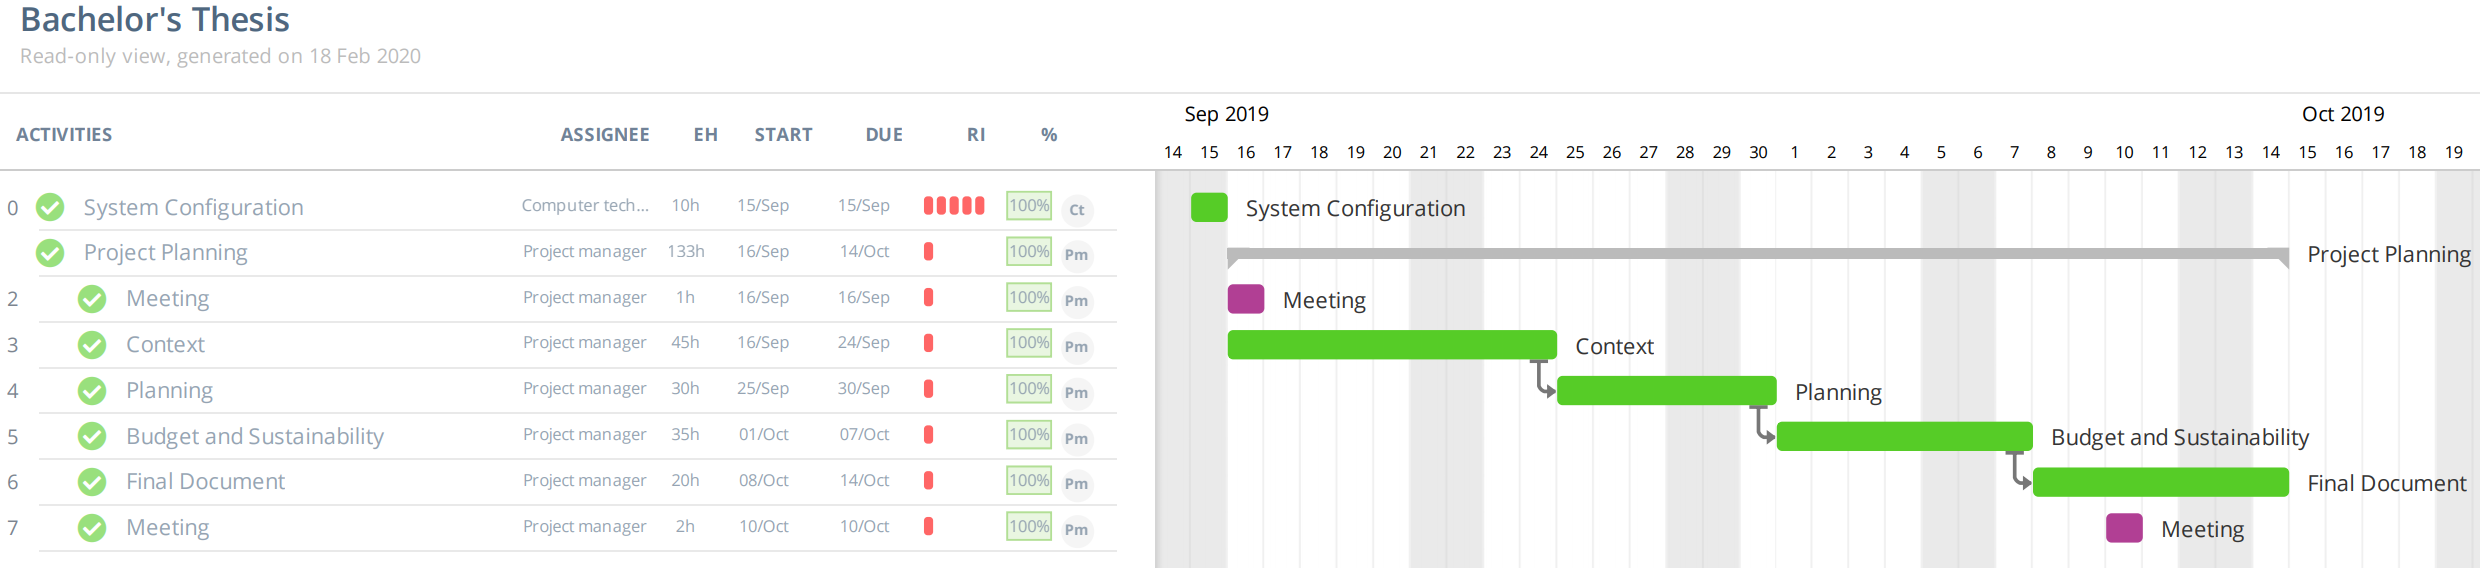 Bachelor's Thesis
Read-only view, generated on 18 Feb 2020
Sep 2019 Oct 2019
ACTIVITIES ASSIGNEE EH START DUE RI %
14 15 16 17 18 19 20 21 22 23 24 25 26 27 28 29 30 1 2 3 4 5 6 7 8 9 10 11 12 13 14 15 16 17 18 19
0 System Configuration Computer tech... 10h 15/Sep 15/Sep 100% Ct System Configuration
Project Planning Project manager 133h 16/Sep 14/Oct 100% Pm Project Planning
2 Meeting Project manager 1h 16/Sep 16/Sep 100% Pm Meeting
3 Context Project manager 45h 16/Sep 24/Sep 100% Pm Context
4 Planning Project manager 30h 25/Sep 30/Sep 100% Pm Planning
5 Budget and Sustainability Project manager 35h 01/Oct 07/Oct 100% Pm Budget and Sustainability
6 Final Document Project manager 20h 08/Oct 14/Oct 100% Pm Final Document
7 Meeting Project manager 2h 10/Oct 10/Oct 100% Pm Meeting